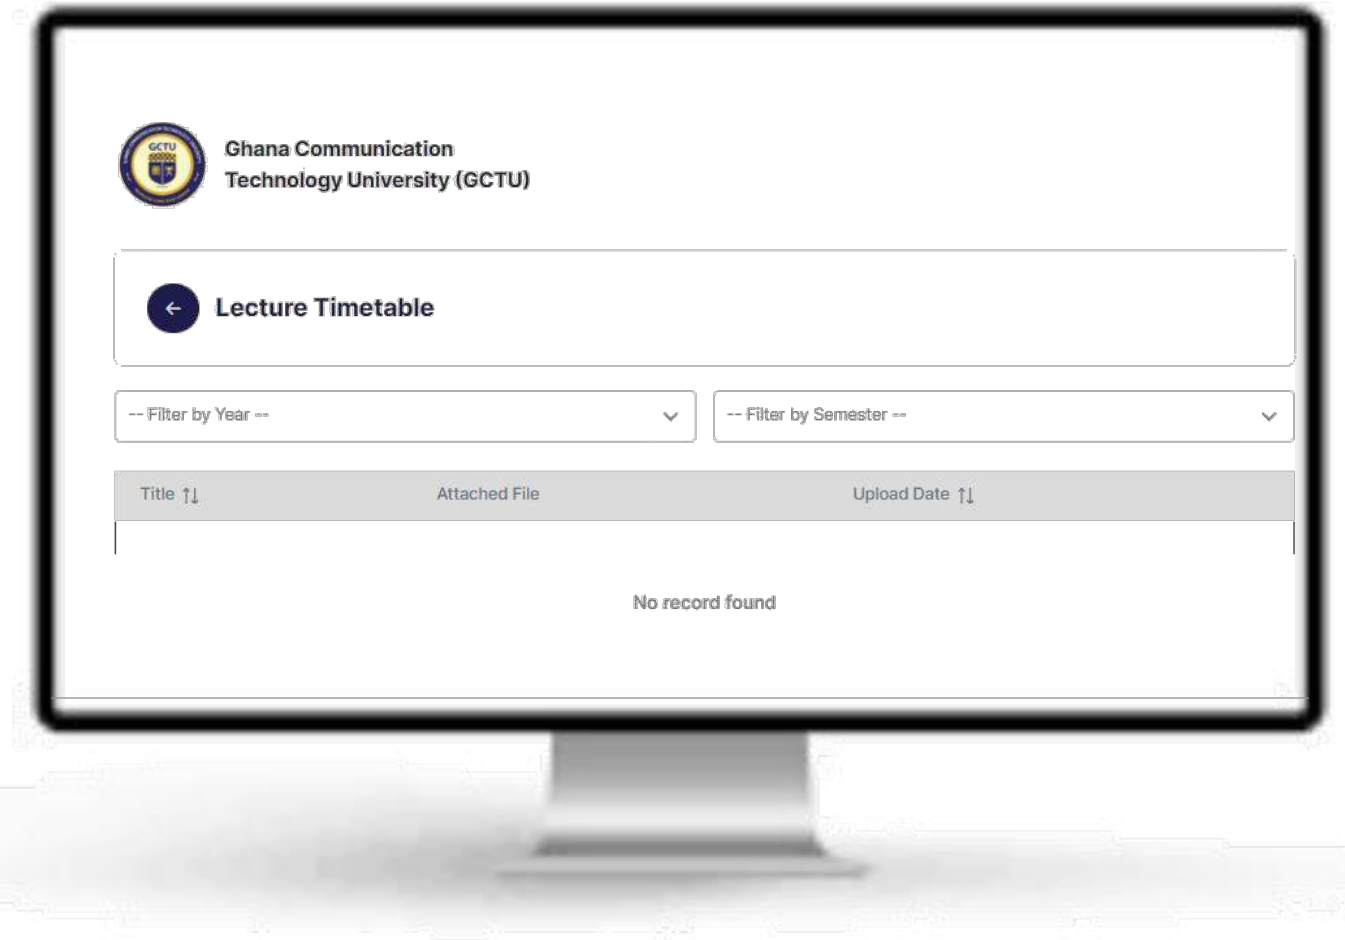 GCTU
Ghana Communication
Technology University (GCTU)
Lecture Timetable
-- Filter by Year --
-- Filter by Semester --
Title ↑↓
Attached File
Upload Date ↑↓
No record found